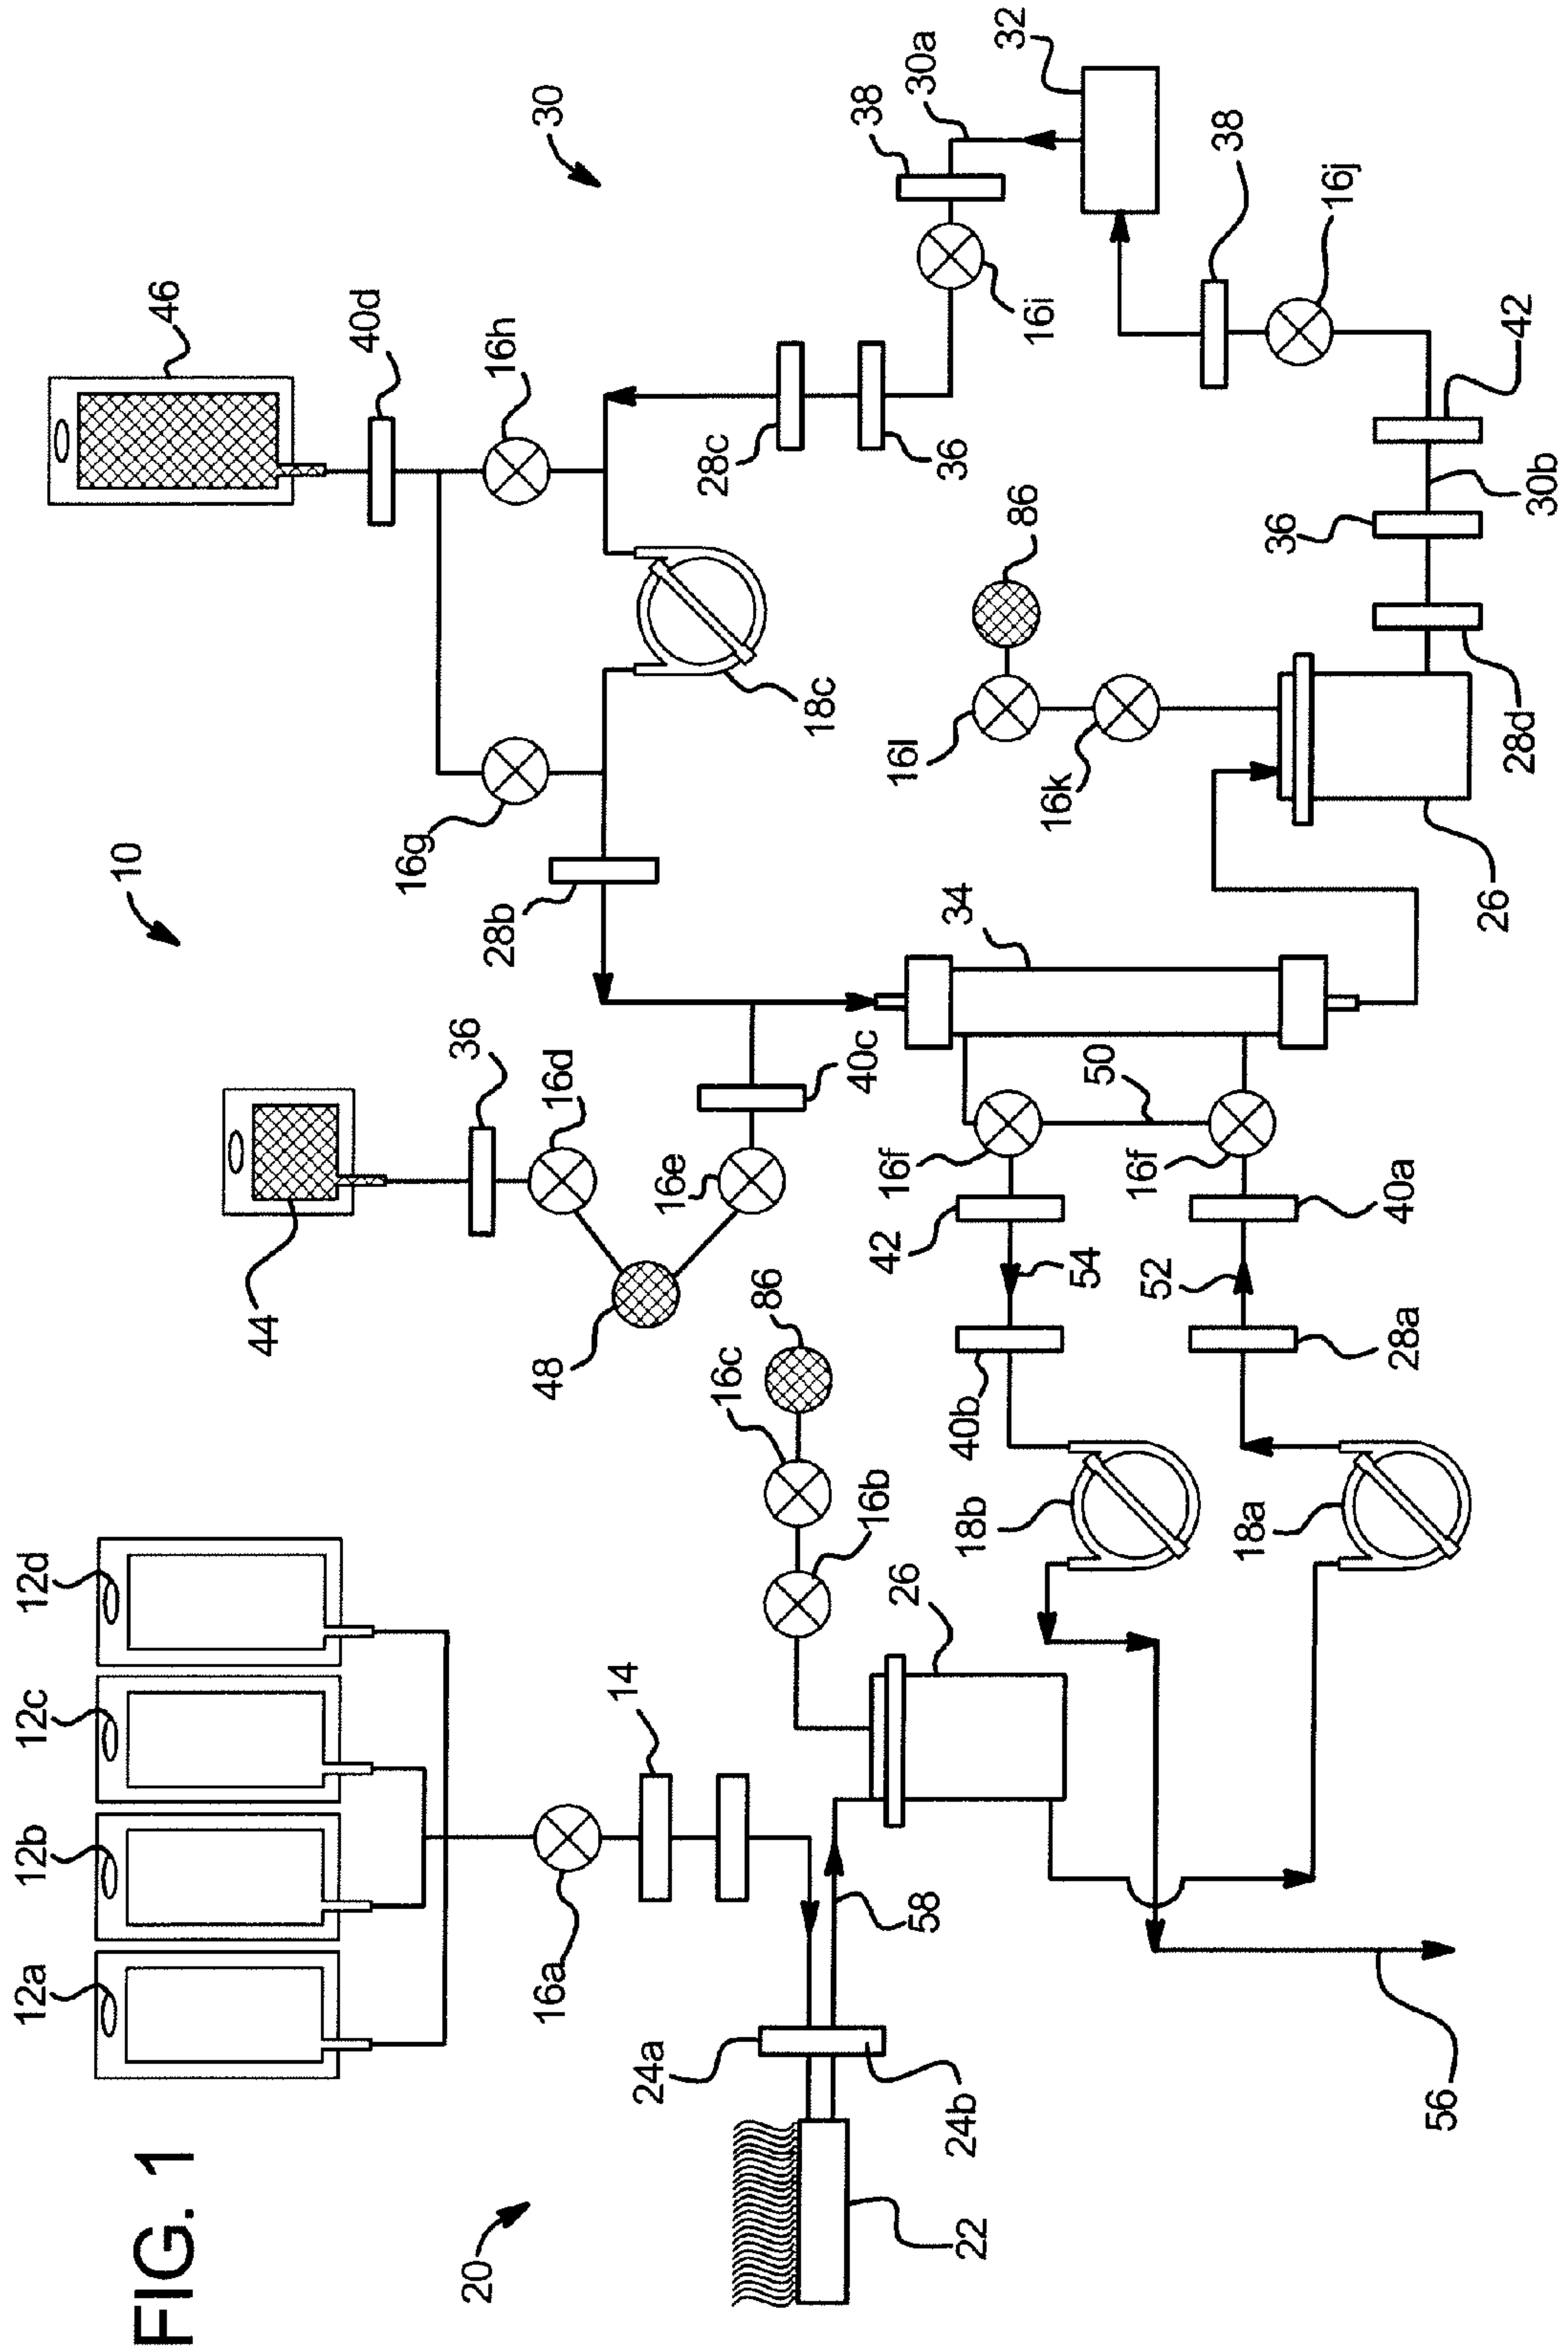 FIG. 1
10
20
30
12a
12b
12c
12d
44
46
36
40d
16d
16h
48
16g
28b
18c
28c
36
38
30a
32
16i
38
16j
16e
40c
16a
14
24a
24b
22
58
86
16c
16b
26
34
50
16f
16f
42
54
40b
18b
52
40a
28a
18a
56
86
16l
16k
26
28d
36
30b
42